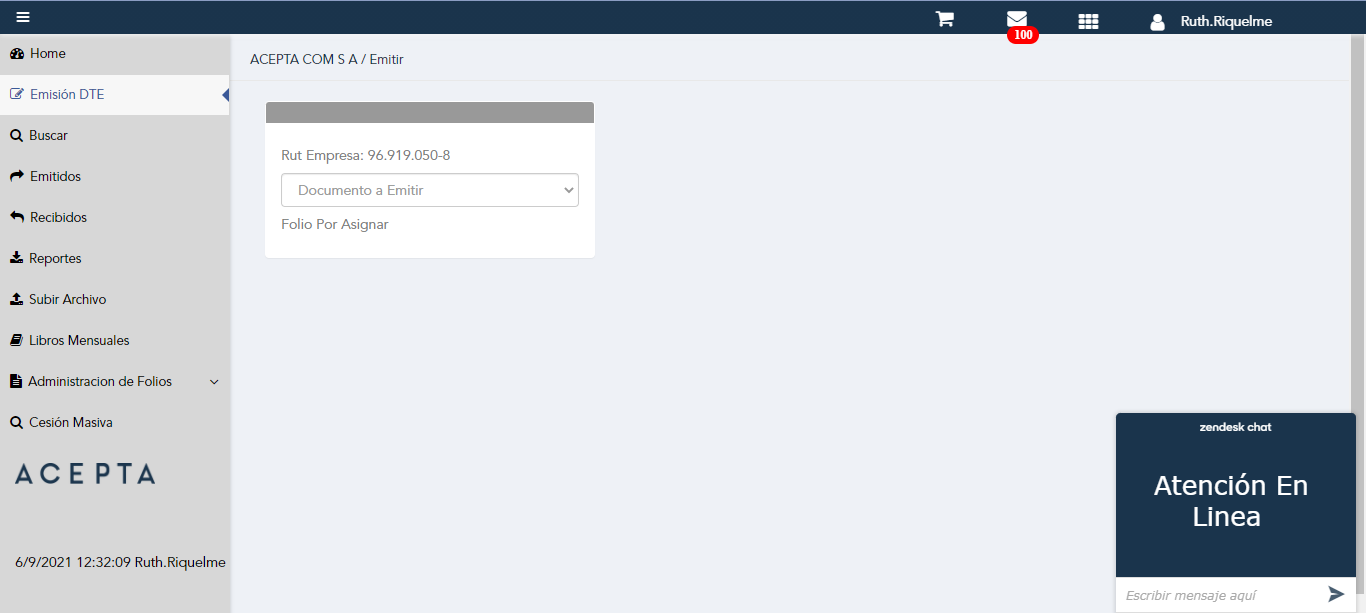 100
Ruth.Riquelme
Home
Emisión DTE
Buscar
Emitidos
Recibidos
Reportes
Subir Archivo
Libros Mensuales
Administracion de Folios
Cesión Masiva
ACEPTA
6/9/2021 12:32:09 Ruth.Riquelme
ACEPTA COM S A / Emitir
Rut Empresa: 96.919.050-8
Documento a Emitir
Folio Por Asignar
zendesk chat
Atención En
Linea
Escribir mensaje aquí